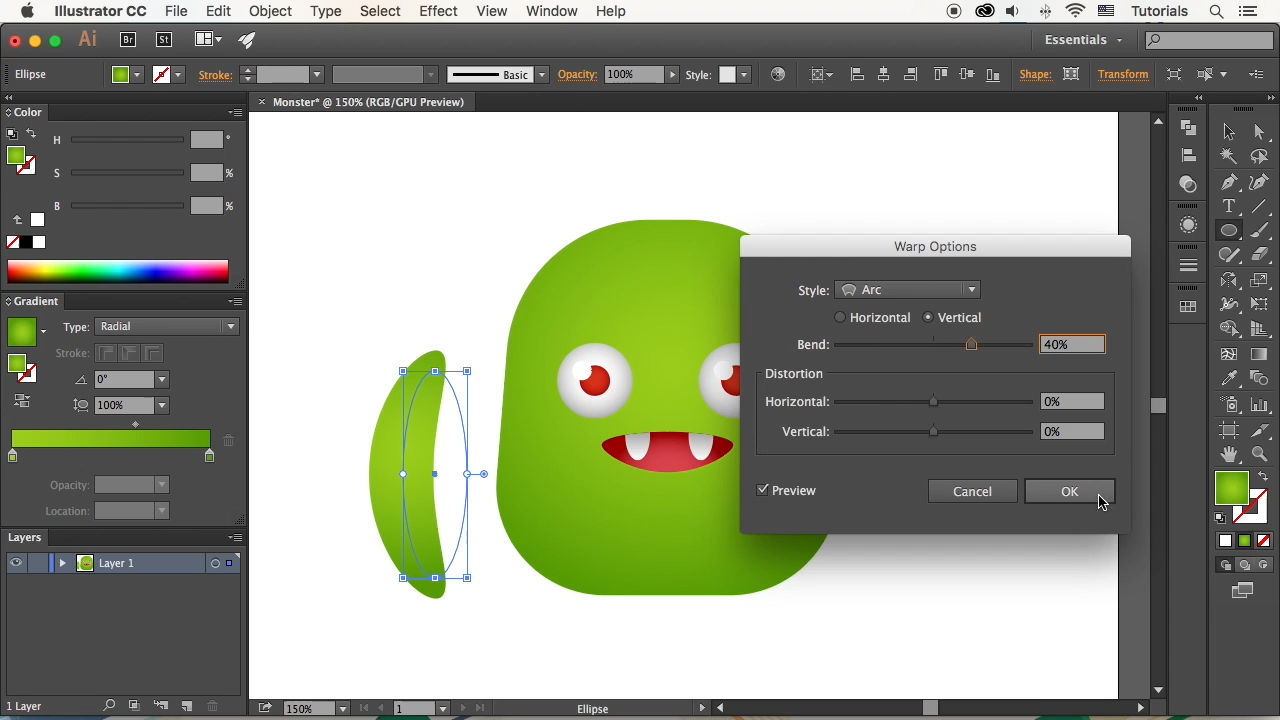 Illustrator CC File Edit Object Type Select Effect View Window Help Tutorials
Ai Br St Essentials
Ellipse Stroke: Basic Opacity: 100% Style: Shape: Transform
Monster* @ 150% (RGB/GPU Preview)
Color
H °
S %
B %
Gradient
Type: Radial
Stroke:
0°
100%
Opacity:
Location:
Layers
Layer 1
1 Layer
Warp Options
Style: Arc
Horizontal Vertical
Bend: 40%
Distortion
Horizontal: 0%
Vertical: 0%
Preview Cancel OK
150% 1 Ellipse